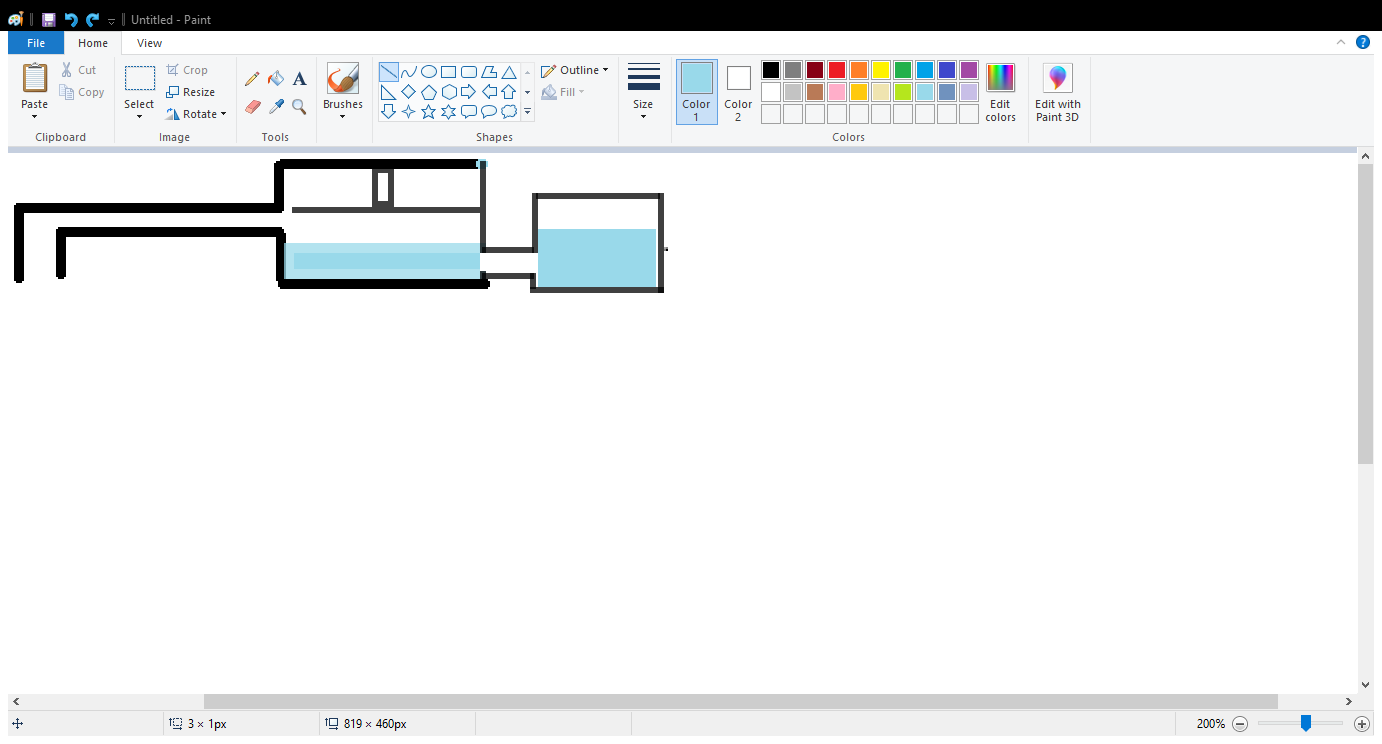 Untitled - Paint
File Home View
Paste
Cut
Copy
Clipboard
Select
Crop
Resize
Rotate
Image
A
Tools
Brushes
Outline
Fill
Shapes
Size
Color 1
Color 2
Edit colors
Colors
Edit with Paint 3D
3 × 1px
819 × 460px
200%